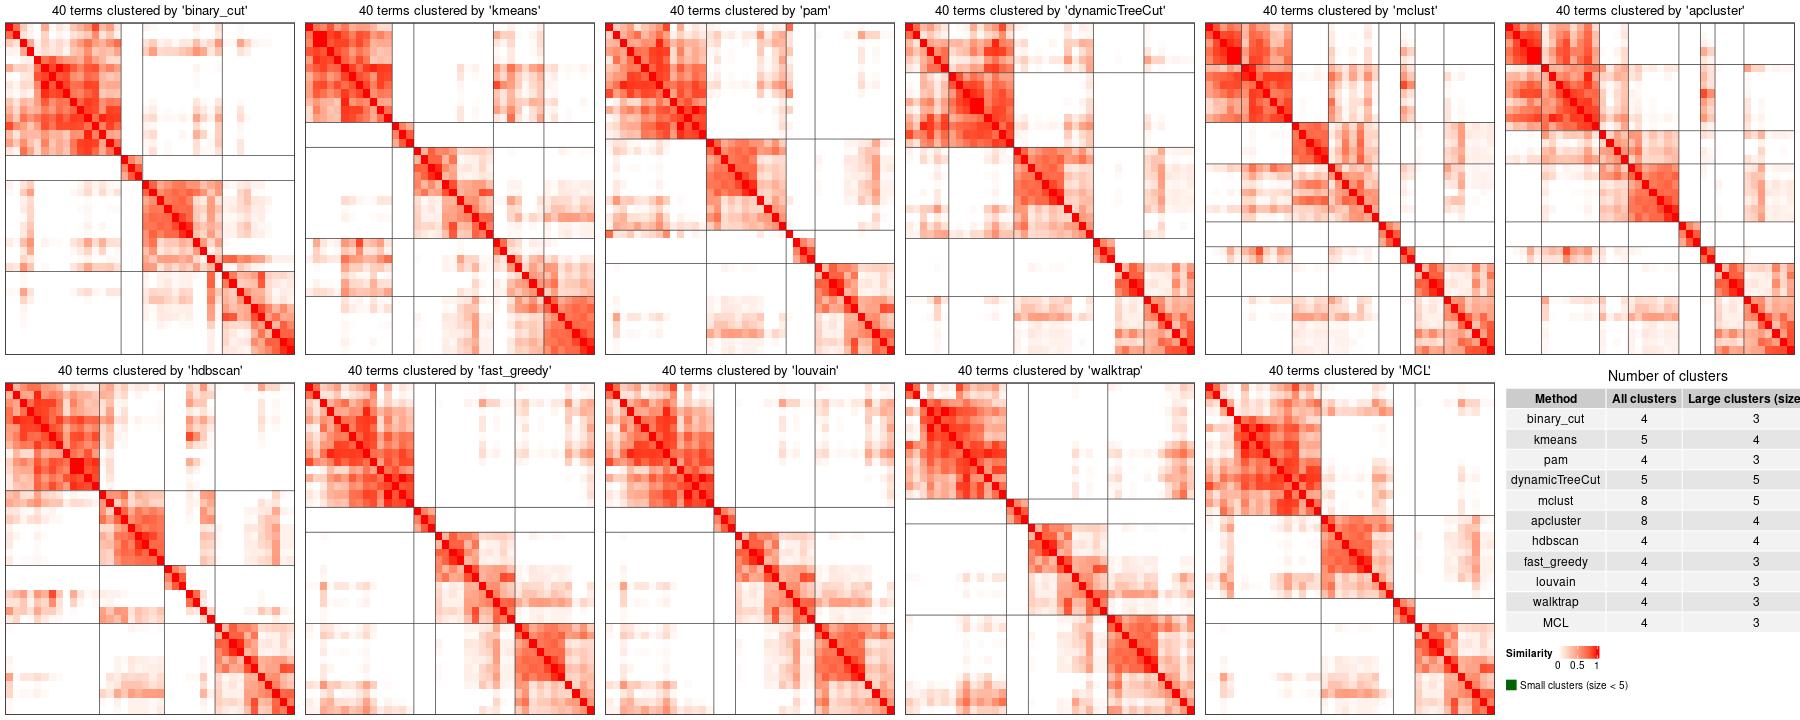 40 terms clustered by 'binary_cut'
40 terms clustered by 'kmeans'
40 terms clustered by 'pam'
40 terms clustered by 'dynamicTreeCut'
40 terms clustered by 'mclust'
40 terms clustered by 'apcluster'
40 terms clustered by 'hdbscan'
40 terms clustered by 'fast_greedy'
40 terms clustered by 'louvain'
40 terms clustered by 'walktrap'
40 terms clustered by 'MCL'
Number of clusters
Method All clusters Large clusters (size
binary_cut 4 3
kmeans 5 4
pam 4 3
dynamicTreeCut 5 5
mclust 8 5
apcluster 8 4
hdbscan 4 4
fast_greedy 4 3
louvain 4 3
walktrap 4 3
MCL 4 3
Similarity
0 0.5 1
Small clusters (size < 5)